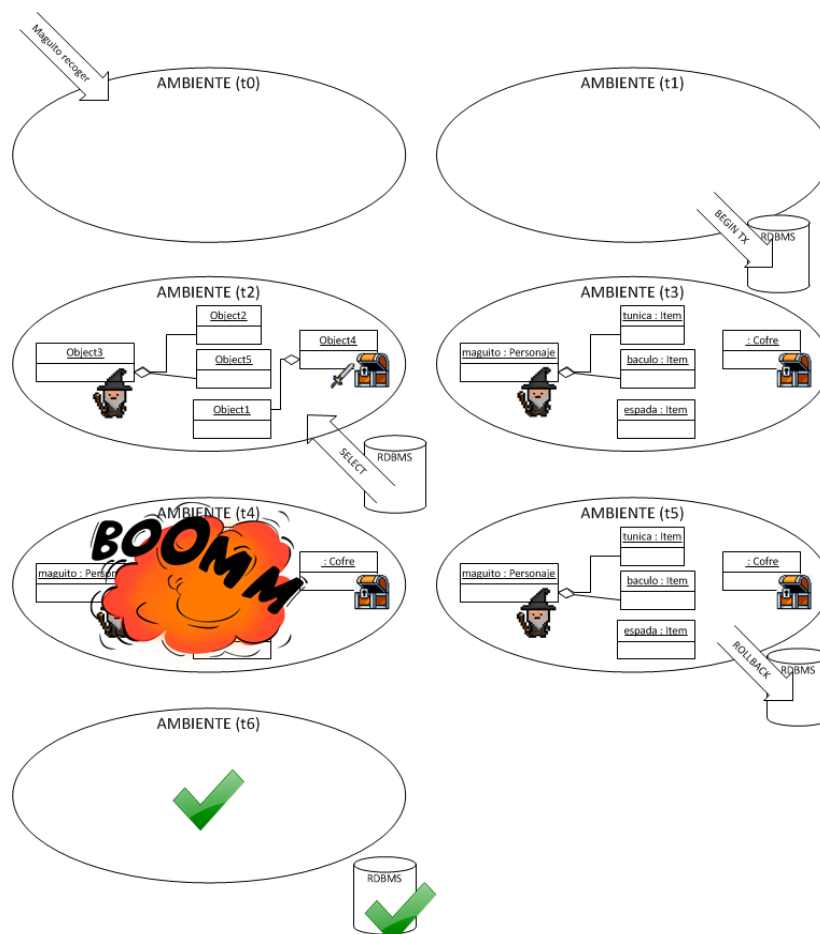 Maguito recoger
AMBIENTE (t0)
AMBIENTE (t1)
BEGIN TX
RDBMS
AMBIENTE (t2)
Object2
Object3
Object4
Object5
Object1
SELECT
RDBMS
AMBIENTE (t3)
tunica : Item
maguito : Personaje
: Cofre
baculo : Item
espada : Item
AMBIENTE (t4)
BOOMM
: Cofre
maguito : Person
AMBIENTE (t5)
tunica : Item
maguito : Personaje
: Cofre
baculo : Item
espada : Item
ROLLBACK
RDBMS
AMBIENTE (t6)
RDBMS